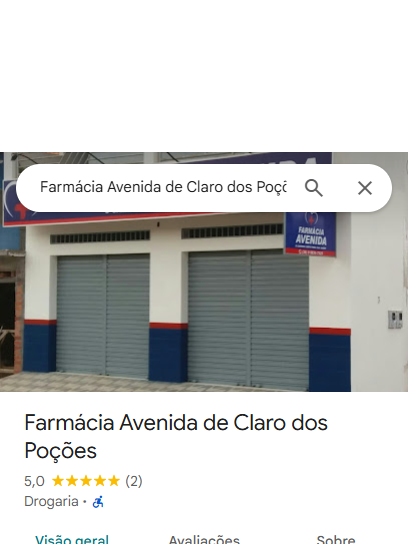 Farmácia Avenida de Claro dos Poçõ
FARMÁCIA
AVENIDA
Farmácia Avenida de Claro dos
Poções
5,0 (2)
Drogaria ·
Visão geral Avaliações Sobre